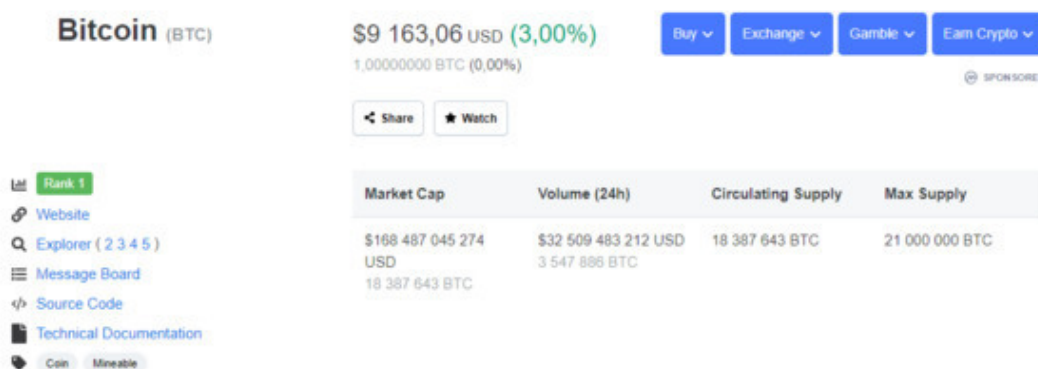 Bitcoin (BTC)
$9 163,06 USD (3,00%)
1,00000000 BTC (0,00%)
Buy
Exchange
Gamble
Earn Crypto
SPONSORE
Share
Watch
Rank 1
Website
Explorer ( 2 3 4 5 )
Message Board
Source Code
Technical Documentation
Coin Mineable
Market Cap Volume (24h) Circulating Supply Max Supply
$168 487 045 274 $32 509 483 212 USD 18 387 643 BTC 21 000 000 BTC
USD 3 547 886 BTC
18 387 643 BTC